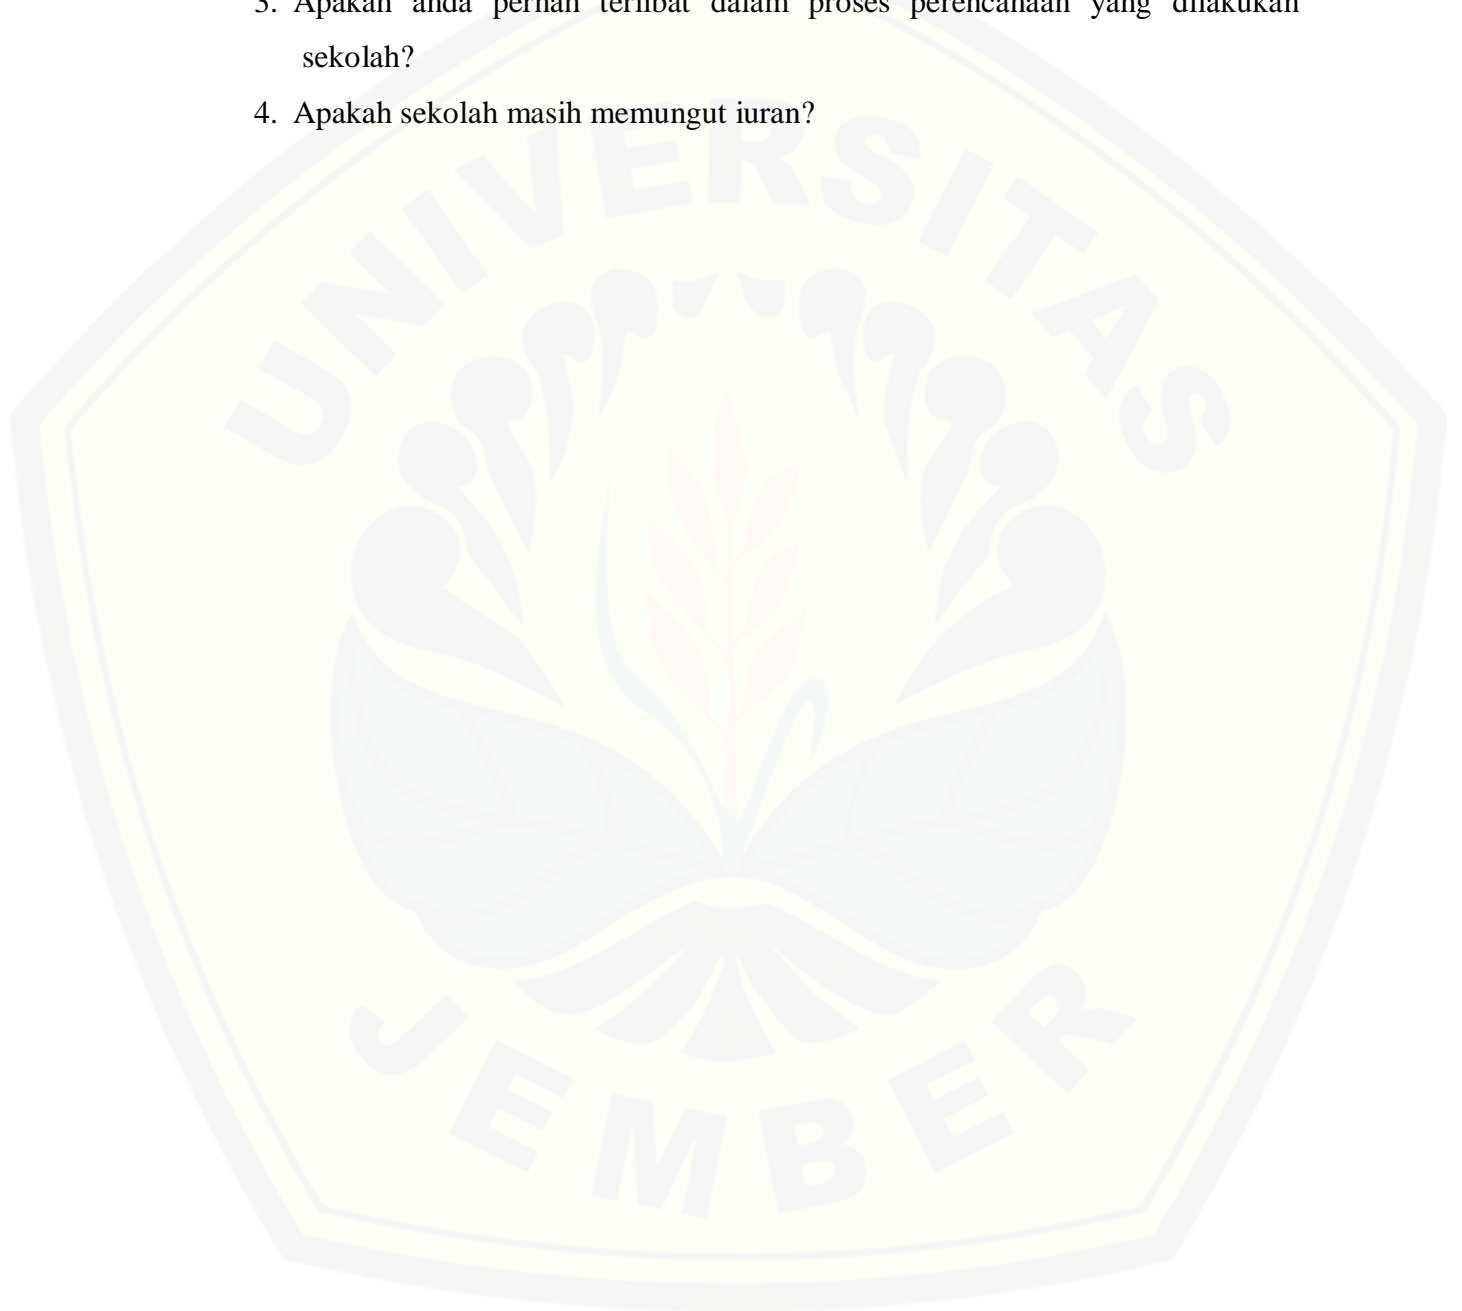 3. Apakah anda pernah terlibat dalam proses perencanaan yang dilakukan
sekolah?
4. Apakah sekolah masih memungut iuran?
UNIVERSITAS
JEMBER